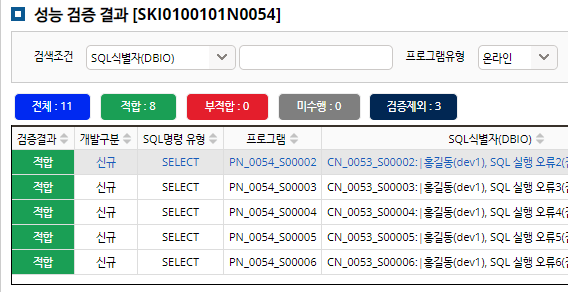 성능 검증 결과 [SKI0100101N0054]
검색조건 SQL식별자(DBIO) 프로그램유형 온라인
전체 : 11 적합 : 8 부적합 : 0 미수행 : 0 검증제외 : 3
검증결과 개발구분 SQL명령 유형 프로그램 SQL식별자(DBIO)
적합 신규 SELECT PN_0054_S00002 CN_0053_S00002:|홍길동(dev1), SQL 실행 오류2(
적합 신규 SELECT PN_0054_S00003 CN_0053_S00003:|홍길동(dev1), SQL 실행 오류3(
적합 신규 SELECT PN_0054_S00004 CN_0053_S00004:|홍길동(dev1), SQL 실행 오류4(
적합 신규 SELECT PN_0054_S00005 CN_0053_S00005:|홍길동(dev1), SQL 실행 오류5(
적합 신규 SELECT PN_0054_S00006 CN_0053_S00006:|홍길동(dev1), SQL 실행 오류6(